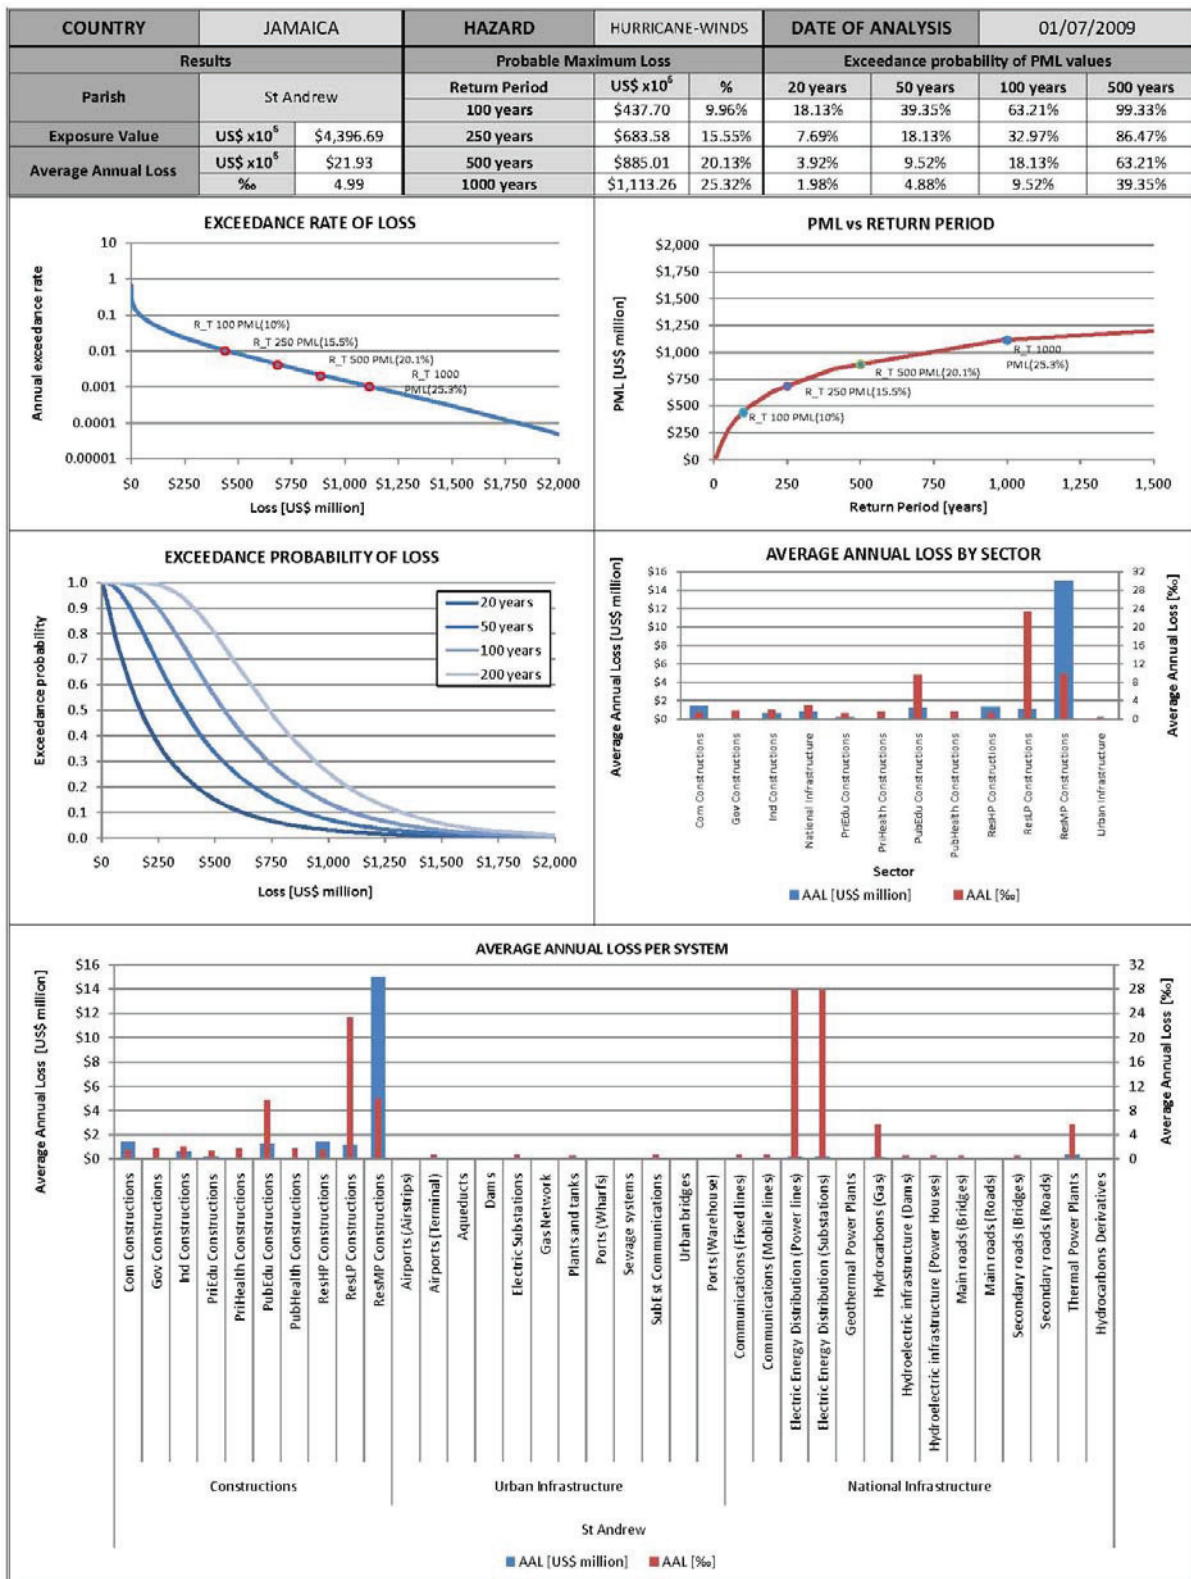 COUNTRY JAMAICA HAZARD HURRICANE-WINDS DATE OF ANALYSIS 01/07/2009
Results Probable Maximum Loss Exceedance probability of PML values
Parish St Andrew Return Period US$ x10⁶ % 20 years 50 years 100 years 500 years
100 years $437.70 9.96% 18.13% 39.35% 63.21% 99.33%
Exposure Value US$ x10⁶ $4,396.69 250 years $683.58 15.55% 7.69% 18.13% 32.97% 86.47%
Average Annual Loss US$ x10⁶ $21.93 500 years $885.01 20.13% 3.92% 9.52% 18.13% 63.21%
‰ 4.99 1000 years $1,113.26 25.32% 1.98% 4.88% 9.52% 39.35%
EXCEEDANCE RATE OF LOSS
Annual exceedance rate
10
1
0.1
0.01
0.001
0.0001
0.00001
R_T 100 PML(10%)
R_T 250 PML(15.5%)
R_T 500 PML(20.1%)
R_T 1000
PML(25.3%)
$0 $250 $500 $750 $1,000 $1,250 $1,500 $1,750 $2,000
Loss [US$ million]
PML vs RETURN PERIOD
PML [US$ million]
$2,000
$1,750
$1,500
$1,250
$1,000
$750
$500
$250
$0
R_T 1000
PML(25.3%)
R_T 500 PML(20.1%)
R_T 250 PML(15.5%)
R_T 100 PML(10%)
0 250 500 750 1,000 1,250 1,500
Return Period [years]
EXCEEDANCE PROBABILITY OF LOSS
Exceedance probability
1.0
0.9
0.8
0.7
0.6
0.5
0.4
0.3
0.2
0.1
0.0
20 years
50 years
100 years
200 years
$0 $250 $500 $750 $1,000 $1,250 $1,500 $1,750 $2,000
Loss [US$ million]
AVERAGE ANNUAL LOSS BY SECTOR
Average Annual Loss [US$ million]
$16
$14
$12
$10
$8
$6
$4
$2
$0
32
28
24
20
16
12
8
4
0
Average Annual Loss [‰]
Com Constructions
Gov Constructions
Ind Constructions
National Infrastructure
PriEdu Constructions
PriHealth Constructions
PubEdu Constructions
PubHealth Constructions
ResHP Constructions
ResLP Constructions
ResMP Constructions
Urban Infrastructure
Sector
AAL [US$ million] AAL [‰]
AVERAGE ANNUAL LOSS PER SYSTEM
Average Annual Loss [US$ million]
$16
$14
$12
$10
$8
$6
$4
$2
$0
32
28
24
20
16
12
8
4
0
Average Annual Loss [‰]
Com Constructions
Gov Constructions
Ind Constructions
PriEdu Constructions
PriHealth Constructions
PubEdu Constructions
PubHealth Constructions
ResHP Constructions
ResLP Constructions
ResMP Constructions
Airports (Airstrips)
Airports (Terminal)
Aqueducts
Dams
Electric Substations
Gas Network
Plants and tanks
Ports (Wharfs)
Sewage systems
SubEst Communications
Urban bridges
Ports (Warehouse)
Communications (Fixed lines)
Communications (Mobile lines)
Electric Energy Distribution (Power lines)
Electric Energy Distribution (Substations)
Geothermal Power Plants
Hydrocarbons (Gas)
Hydroelectric infrastructure (Dams)
Hydroelectric infrastructure (Power Houses)
Main roads (Bridges)
Main roads (Roads)
Secondary roads (Bridges)
Secondary roads (Roads)
Thermal Power Plants
Hydrocarbons Derivatives
Constructions Urban Infrastructure National Infrastructure
St Andrew
AAL [US$ million] AAL [‰]